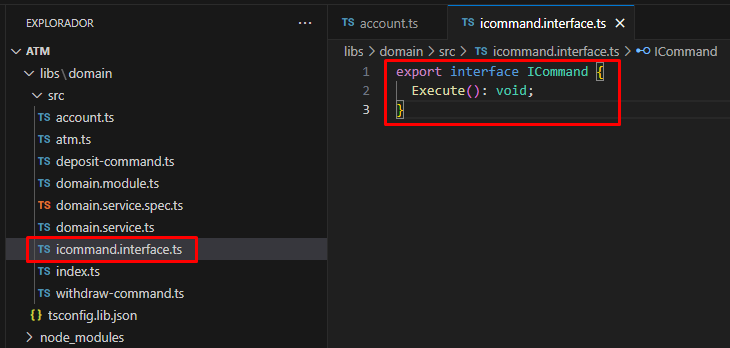 EXPLORADOR ···
ATM
libs\domain
src
TS account.ts
TS atm.ts
TS deposit-command.ts
TS domain.module.ts
TS domain.service.spec.ts
TS domain.service.ts
TS icommand.interface.ts
TS index.ts
TS withdraw-command.ts
{} tsconfig.lib.json
node_modules
TS account.ts TS icommand.interface.ts ×
libs > domain > src > TS icommand.interface.ts > ICommand
1 export interface ICommand {
2 Execute(): void;
3 }